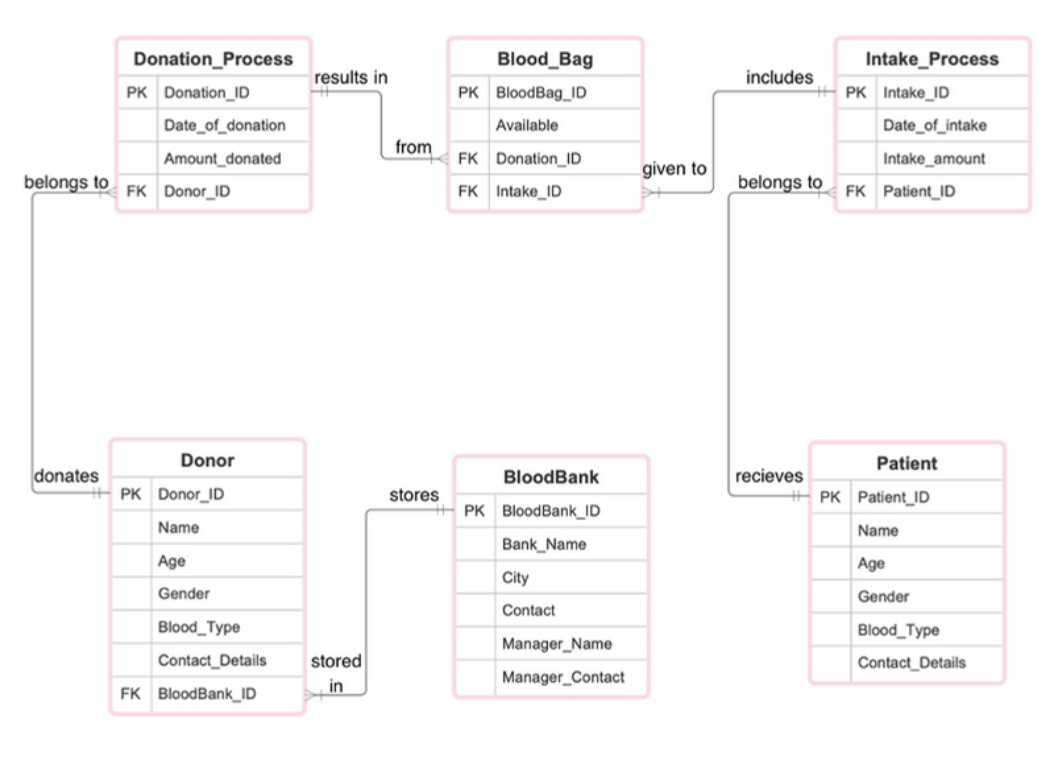 Donation_Process
PK Donation_ID
Date_of_donation
Amount_donated
FK Donor_ID
results in
from
belongs to
Blood_Bag
PK BloodBag_ID
Available
FK Donation_ID
FK Intake_ID
includes
given to
Intake_Process
PK Intake_ID
Date_of_intake
Intake_amount
FK Patient_ID
belongs to
donates
Donor
PK Donor_ID
Name
Age
Gender
Blood_Type
Contact_Details
FK BloodBank_ID
stores
stored
in
BloodBank
PK BloodBank_ID
Bank_Name
City
Contact
Manager_Name
Manager_Contact
recieves
Patient
PK Patient_ID
Name
Age
Gender
Blood_Type
Contact_Details